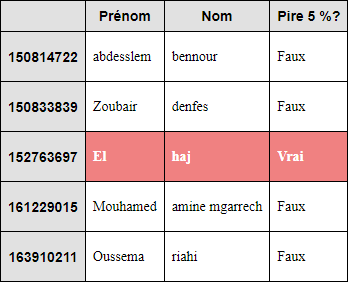 Prénom Nom Pire 5 %?
150814722 abdesslem bennour Faux
150833839 Zoubair denfes Faux
152763697 El haj Vrai
161229015 Mouhamed amine mgarrech Faux
163910211 Oussema riahi Faux